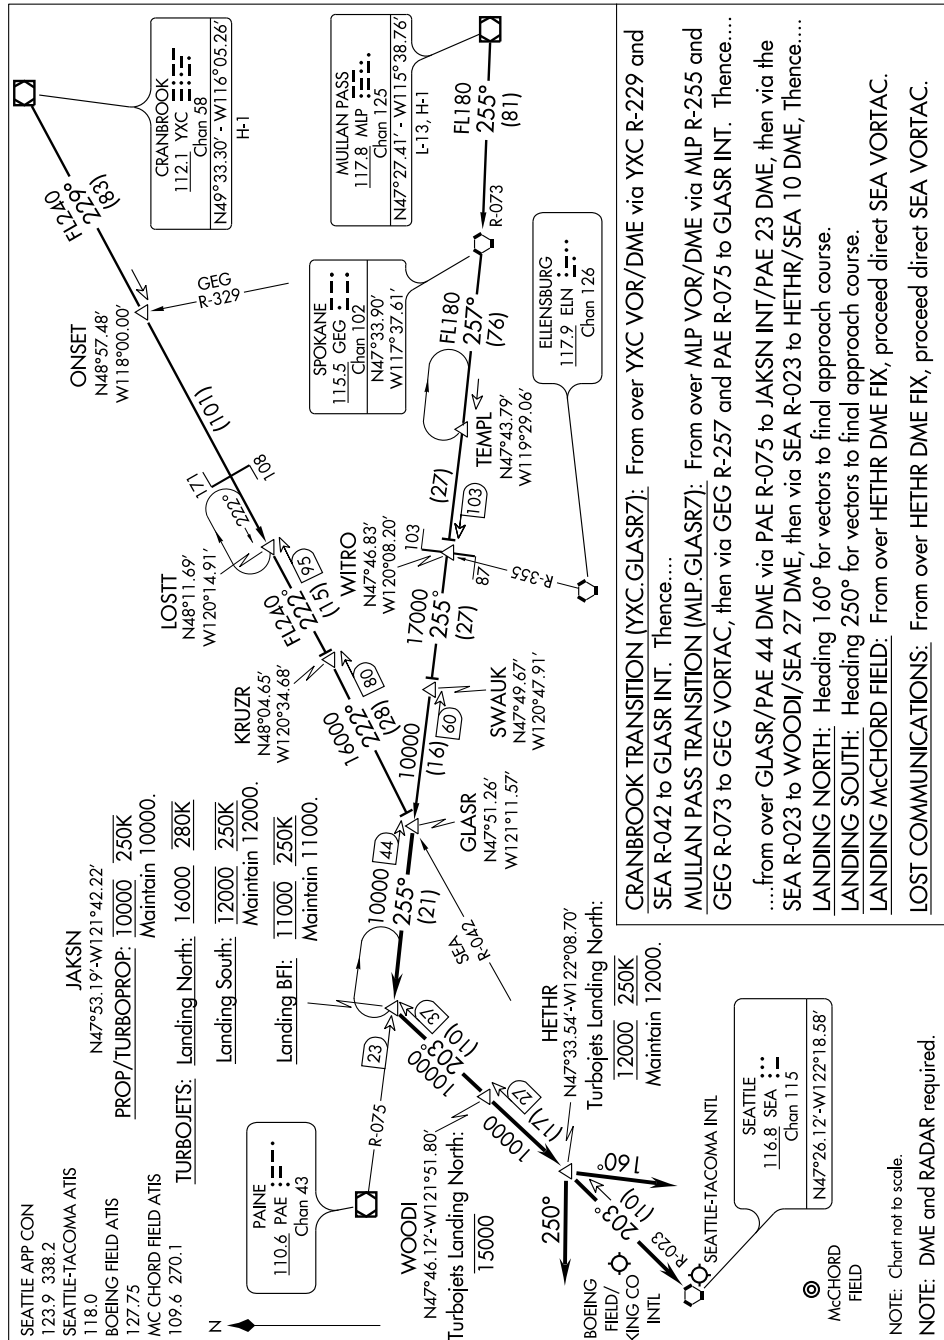 SEATTLE APP CON
123.9 338.2
SEATTLE-TACOMA ATIS
118.0
BOEING FIELD ATIS
127.75
MC CHORD FIELD ATIS
109.6 270.1
JAKSN
N47°53.19′-W121°42.22′
PROP/TURBOPROP: 10000 250K
Maintain 10000.
TURBOJETS: Landing North: 16000 280K
Landing South: 12000 250K
Maintain 12000.
Landing BFI: 11000 250K
Maintain 11000.
CRANBROOK
112.1 YXC
Chan 58
N49°33.30′ - W116°05.26′
H-1
FL240
229°
(83)
ONSET
N48°57.48′
W118°00.00′
GEG
R-329
(101)
171
108
222°
LOSTT
N48°11.69′
W120°14.91′
95
FL240
222°
(15)
KRUZR
N48°04.65′
W120°34.68′
80
16000
222°
(28)
MULLAN PASS
117.8 MLP
Chan 125
N47°27.41′ - W115°38.76′
L-13, H-1
FL180
255°
(81)
R-073
SPOKANE
115.5 GEG
Chan 102
N47°33.90′
W117°37.61′
FL180
257°
(76)
TEMPL
N47°43.79′
W119°29.06′
(27)
103
WITRO
N47°46.83′
W120°08.20′
103
87
R-355
ELLENSBURG
117.9 ELN
Chan 126
17000
255°
(27)
SWAUK
N47°49.67′
W120°47.91′
60
10000
(16)
GLASR
N47°51.26′
W121°11.57′
44
SEA
R-042
10000
255°
(21)
23
R-075
PAINE
110.6 PAE
Chan 43
37
10000
203°
(10)
WOODI
N47°46.12′-W121°51.80′
Turbojets Landing North:
15000
27
10000
(17)
HETHR
N47°33.54′-W122°08.70′
Turbojets Landing North:
12000 250K
Maintain 12000.
250°
160°
203°
(10)
R-023
BOEING
FIELD/
KING CO
INTL
SEATTLE-TACOMA INTL
SEATTLE
116.8 SEA
Chan 115
N47°26.12′-W122°18.58′
McCHORD
FIELD
N
NOTE: Chart not to scale.
NOTE: DME and RADAR required.
CRANBROOK TRANSITION (YXC.GLASR7): From over YXC VOR/DME via YXC R-229 and
SEA R-042 to GLASR INT. Thence....
MULLAN PASS TRANSITION (MLP.GLASR7): From over MLP VOR/DME via MLP R-255 and
GEG R-073 to GEG VORTAC, then via GEG R-257 and PAE R-075 to GLASR INT. Thence....
....from over GLASR/PAE 44 DME via PAE R-075 to JAKSN INT/PAE 23 DME, then via the
SEA R-023 to WOODI/SEA 27 DME, then via SEA R-023 to HETHR/SEA 10 DME, Thence....
LANDING NORTH: Heading 160° for vectors to final approach course.
LANDING SOUTH: Heading 250° for vectors to final approach course.
LANDING McCHORD FIELD: From over HETHR DME FIX, proceed direct SEA VORTAC.
LOST COMMUNICATIONS: From over HETHR DME FIX, proceed direct SEA VORTAC.